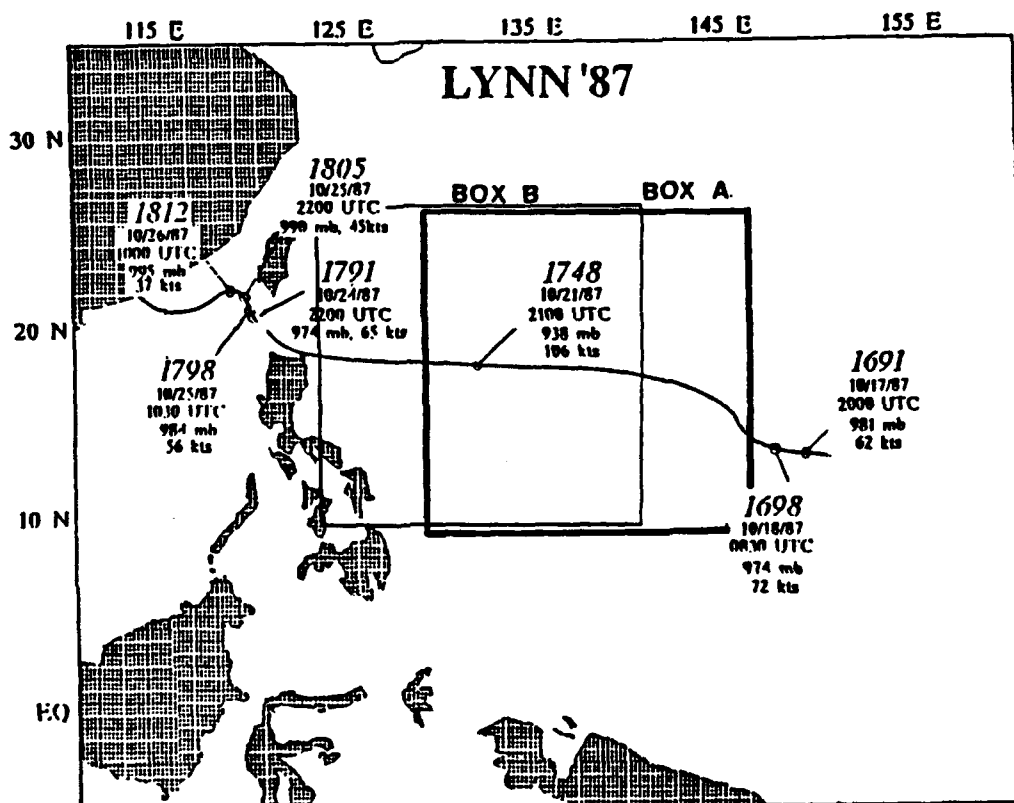 115 E 125 E 135 E 145 E 155 E
LYNN '87
30 N
20 N
10 N
EQ
BOX B
BOX A
1805
10/25/87
2200 UTC
990 mb, 45kts
1812
10/26/87
1000 UTC
995 mb
37 kts
1791
10/24/87
2200 UTC
974 mb, 65 kts
1748
10/21/87
2100 UTC
938 mb
106 kts
1798
10/25/87
1030 UTC
984 mb
56 kts
1691
10/17/87
2000 UTC
981 mb
62 kts
1698
10/18/87
0830 UTC
974 mb
72 kts